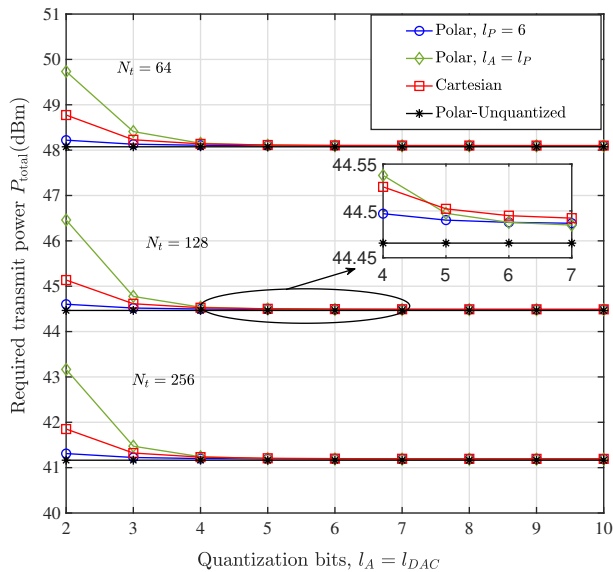 51
50
49
48
47
46
45
44
43
42
41
40
2 3 4 5 6 7 8 9 10
Required transmit power P_total(dBm)
Quantization bits, l_A = l_DAC
N_t = 64
N_t = 128
N_t = 256
Polar, l_P = 6
Polar, l_A = l_P
Cartesian
Polar-Unquantized
44.55
44.5
44.45
4 5 6 7